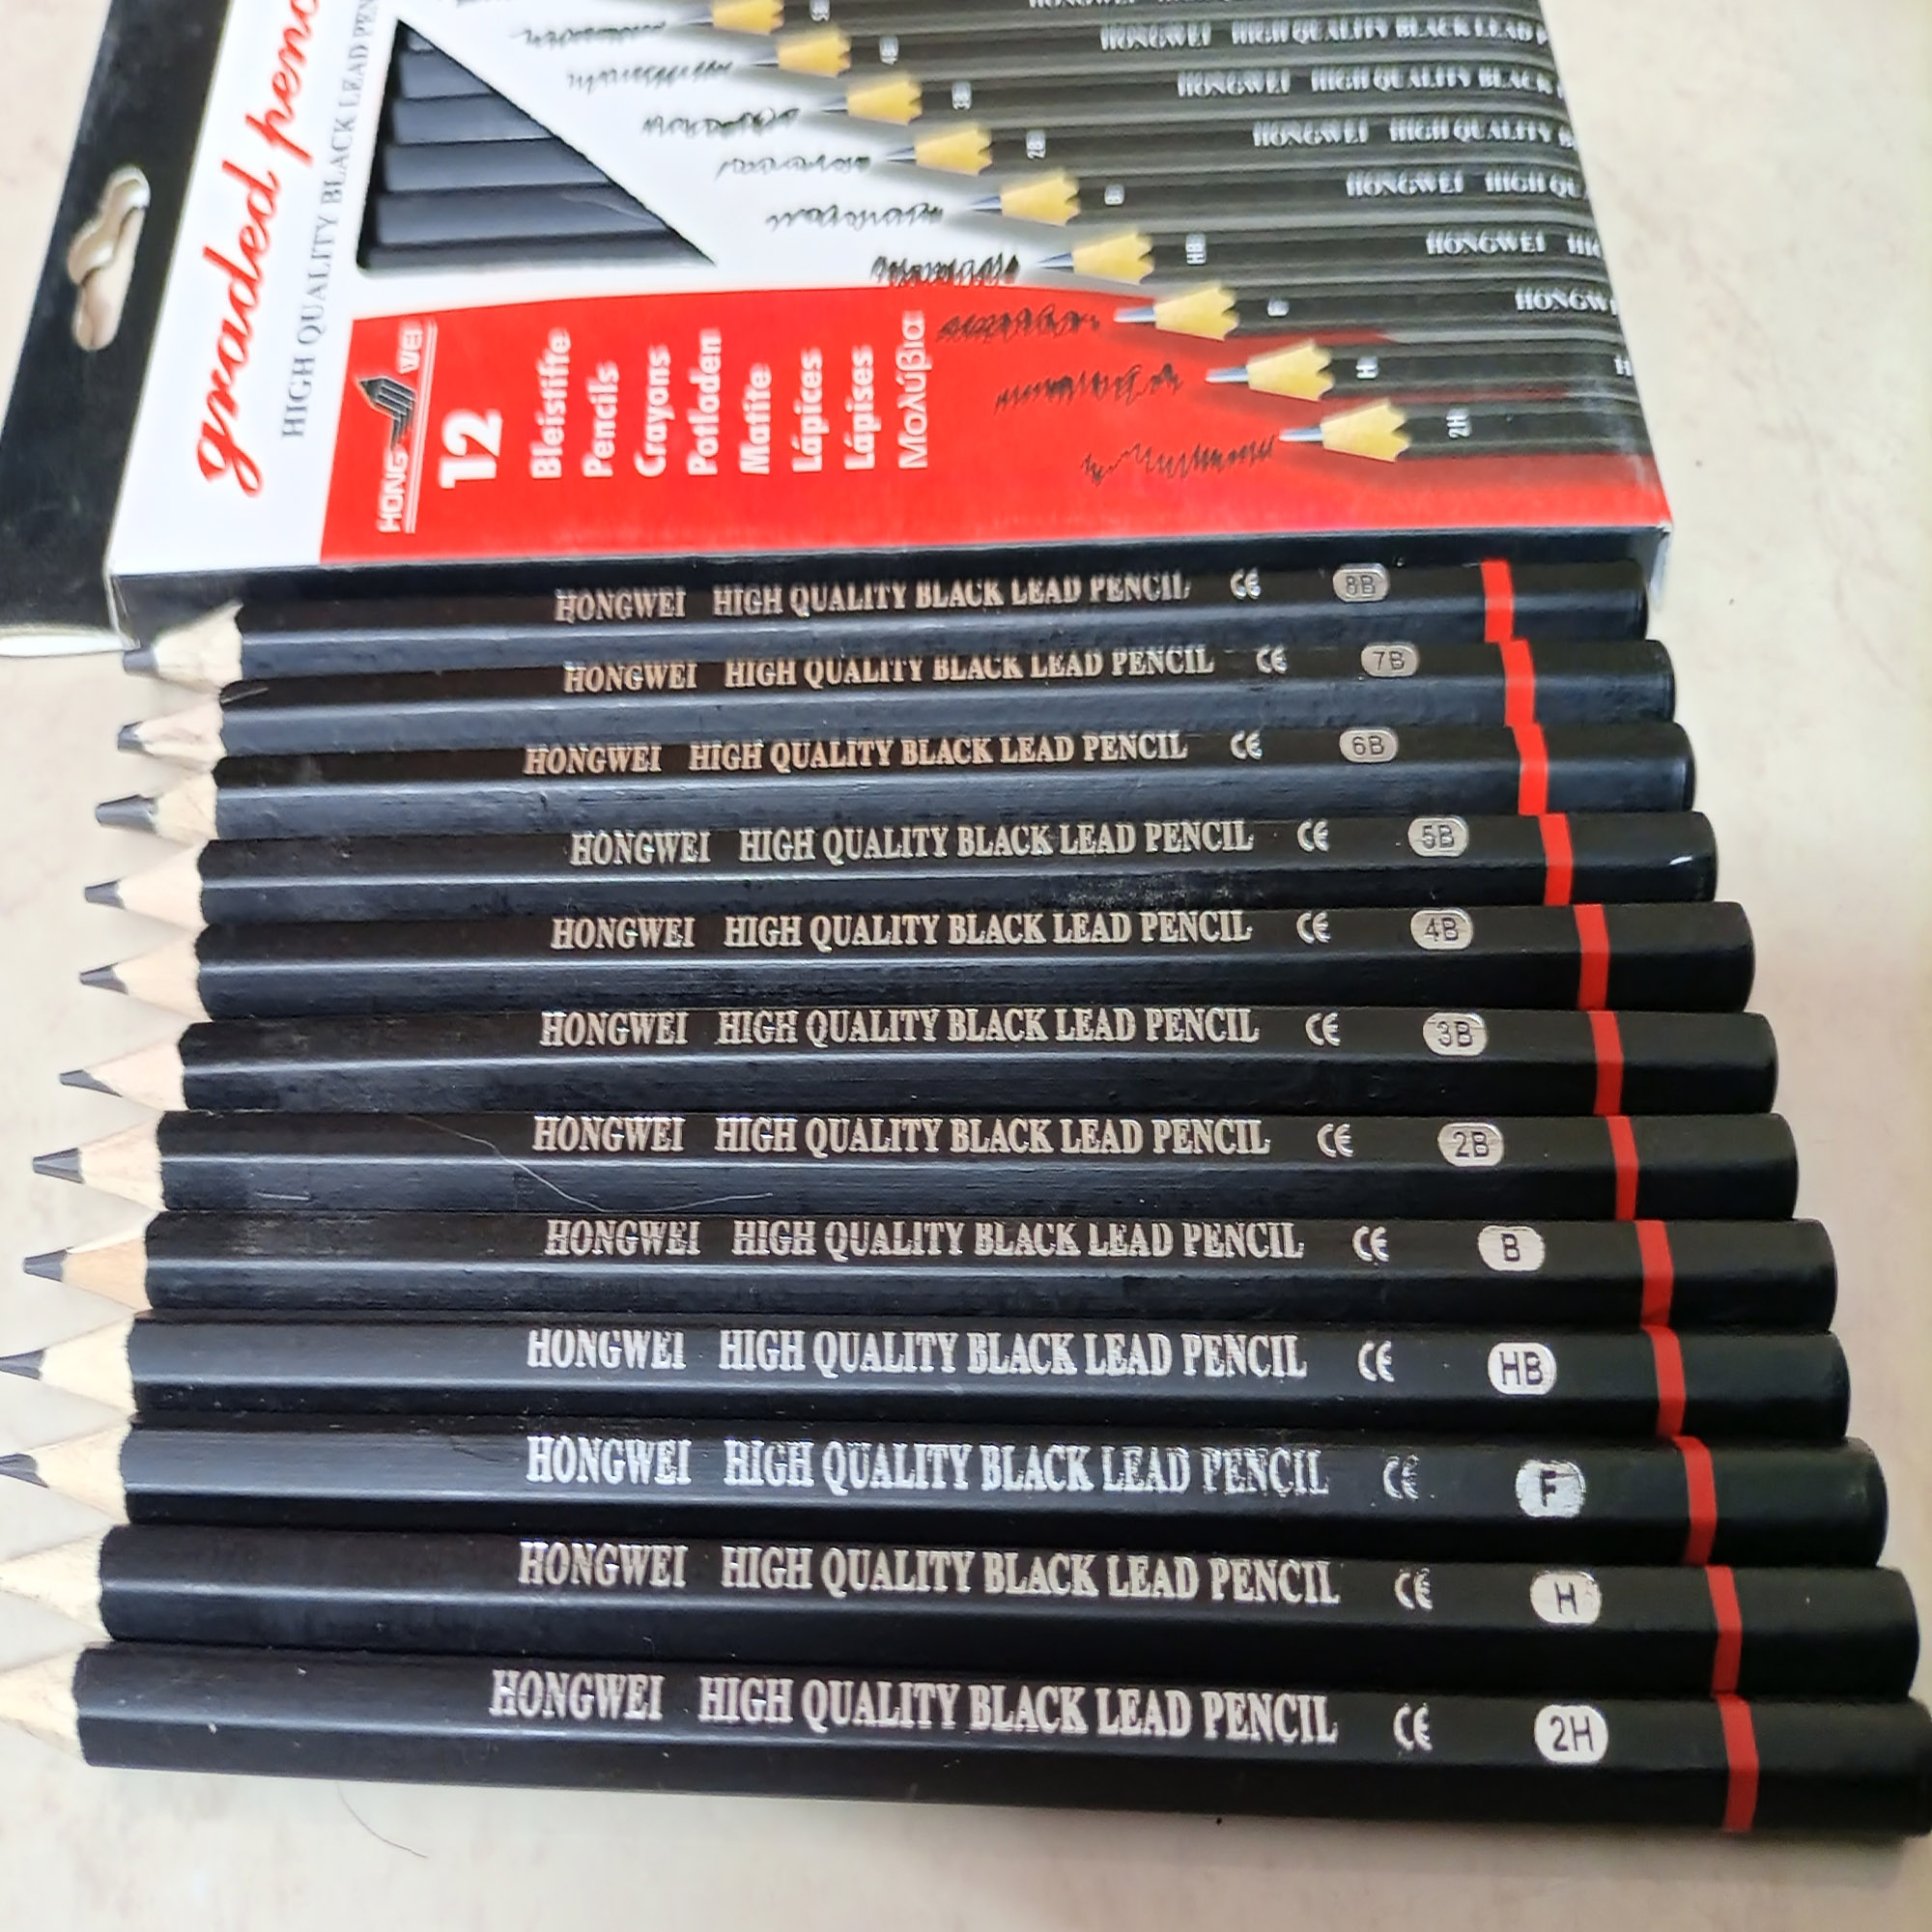 graded
HIGH QUALITY BLACK LEAD
HONG WEI
12
Bleistifte
Pencils
Crayons
Potloden
Matite
Lápices
Lápises
Μολύβια
HONGWEI HIGH QUALITY BLACK LEAD
HONGWEI HIGH QUALITY BLACK
HONGWEI HIGH QUALITY
HONGWEI HIGH
HONGWEI
2B
B
HB
H
2H
HONGWEI HIGH QUALITY BLACK LEAD PENCIL CE 8B
HONGWEI HIGH QUALITY BLACK LEAD PENCIL CE 7B
HONGWEI HIGH QUALITY BLACK LEAD PENCIL CE 6B
HONGWEI HIGH QUALITY BLACK LEAD PENCIL CE 5B
HONGWEI HIGH QUALITY BLACK LEAD PENCIL CE 4B
HONGWEI HIGH QUALITY BLACK LEAD PENCIL CE 3B
HONGWEI HIGH QUALITY BLACK LEAD PENCIL CE 2B
HONGWEI HIGH QUALITY BLACK LEAD PENCIL CE B
HONGWEI HIGH QUALITY BLACK LEAD PENCIL CE HB
HONGWEI HIGH QUALITY BLACK LEAD PENCIL CE F
HONGWEI HIGH QUALITY BLACK LEAD PENCIL CE H
HONGWEI HIGH QUALITY BLACK LEAD PENCIL CE 2H